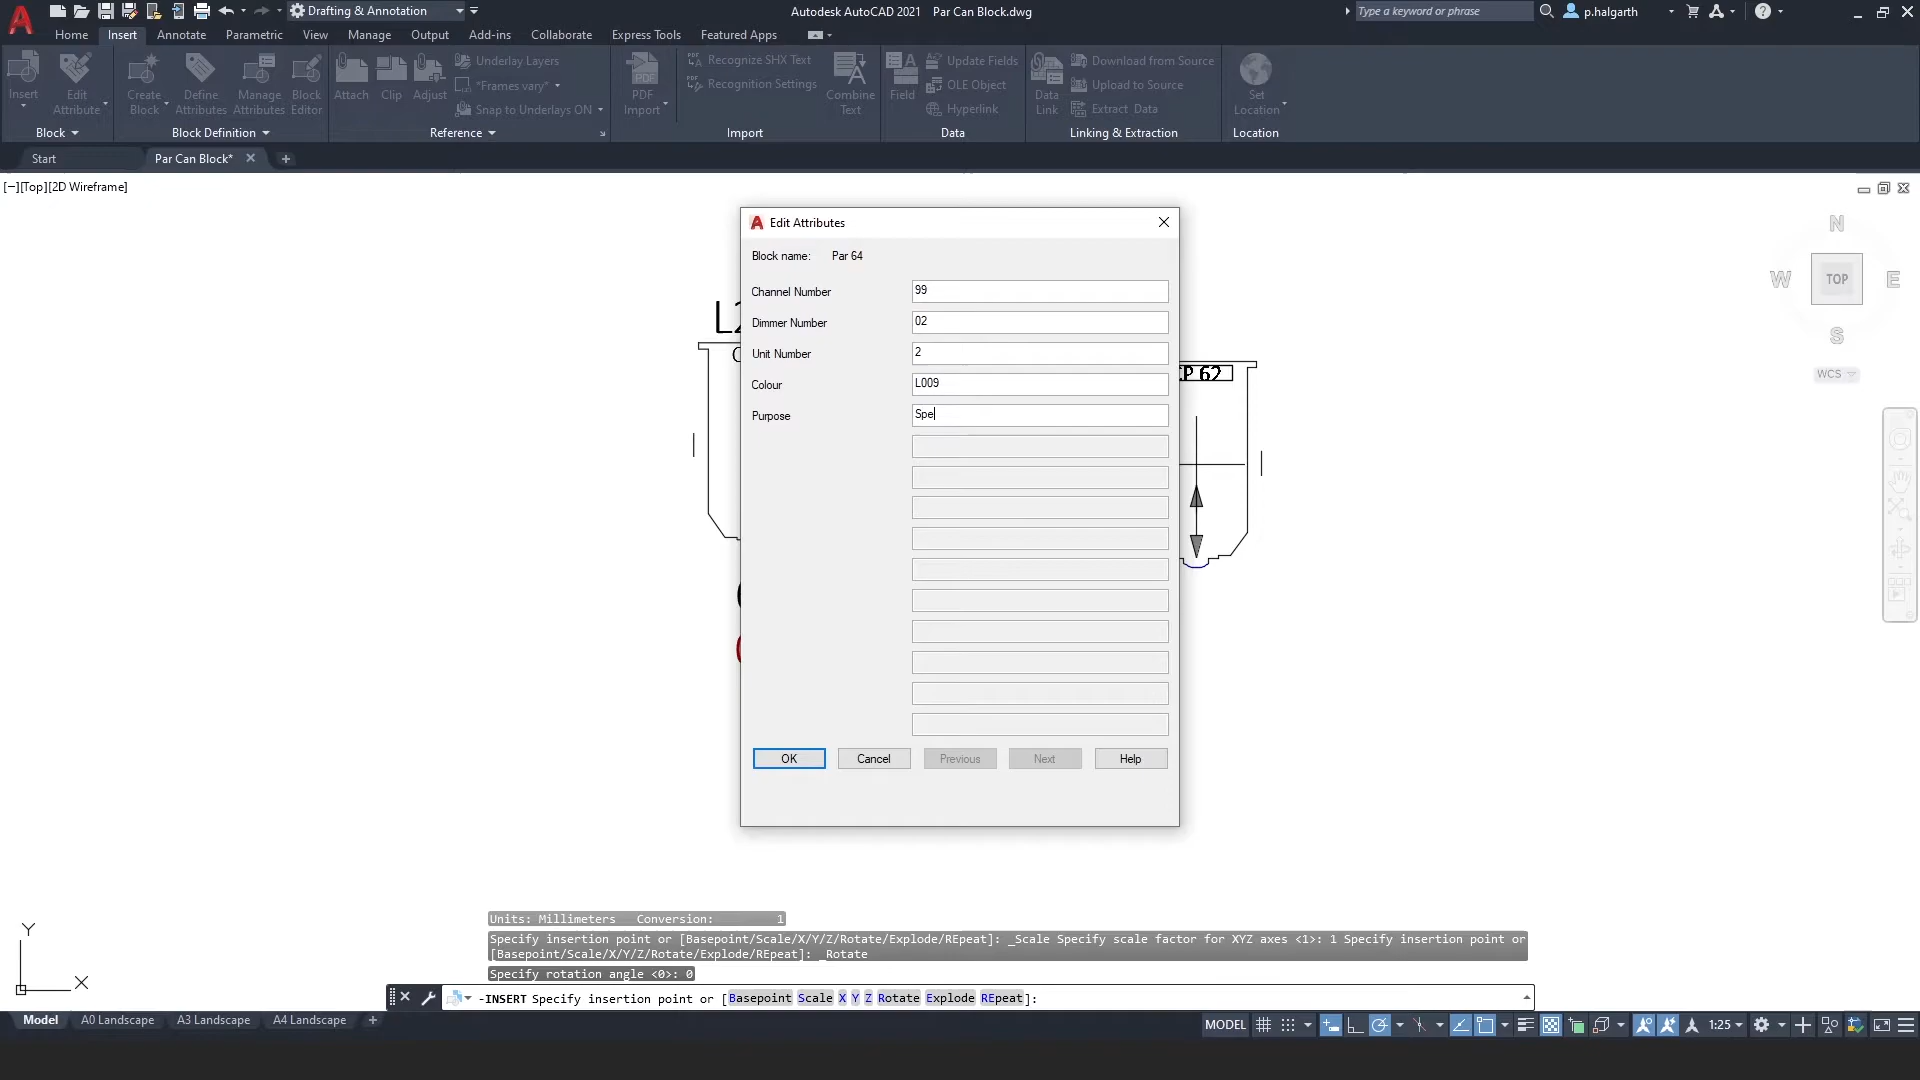 Drafting & Annotation
Autodesk AutoCAD 2021 Par Can Block.dwg
Type a keyword or phrase
p.halgarth
Home Insert Annotate Parametric View Manage Output Add-ins Collaborate Express Tools Featured Apps
Insert
Edit Attribute
Create Block
Define Attributes
Manage Attributes
Block Editor
Attach
Clip
Adjust
Underlay Layers
*Frames vary*
Snap to Underlays ON
PDF Import
Recognize SHX Text
Recognition Settings
Combine Text
Field
Update Fields
OLE Object
Hyperlink
Data Link
Download from Source
Upload to Source
Extract Data
Set Location
Block
Block Definition
Reference
Import
Data
Linking & Extraction
Location
Start
Par Can Block*
[−][Top][2D Wireframe]
Edit Attributes
Block name: Par 64
Channel Number 99
Dimmer Number 02
Unit Number 2
Colour L009
Purpose Spe
OK Cancel Previous Next Help
P 62
N
W TOP E
S
WCS
Y
X
Units: Millimeters Conversion: 1
Specify insertion point or [Basepoint/Scale/X/Y/Z/Rotate/Explode/REpeat]: _Scale Specify scale factor for XYZ axes <1>: 1 Specify insertion point or
[Basepoint/Scale/X/Y/Z/Rotate/Explode/REpeat]: _Rotate
Specify rotation angle <0>: 0
-INSERT Specify insertion point or [Basepoint Scale X Y Z Rotate Explode REpeat]:
Model A0 Landscape A3 Landscape A4 Landscape
MODEL
1:25